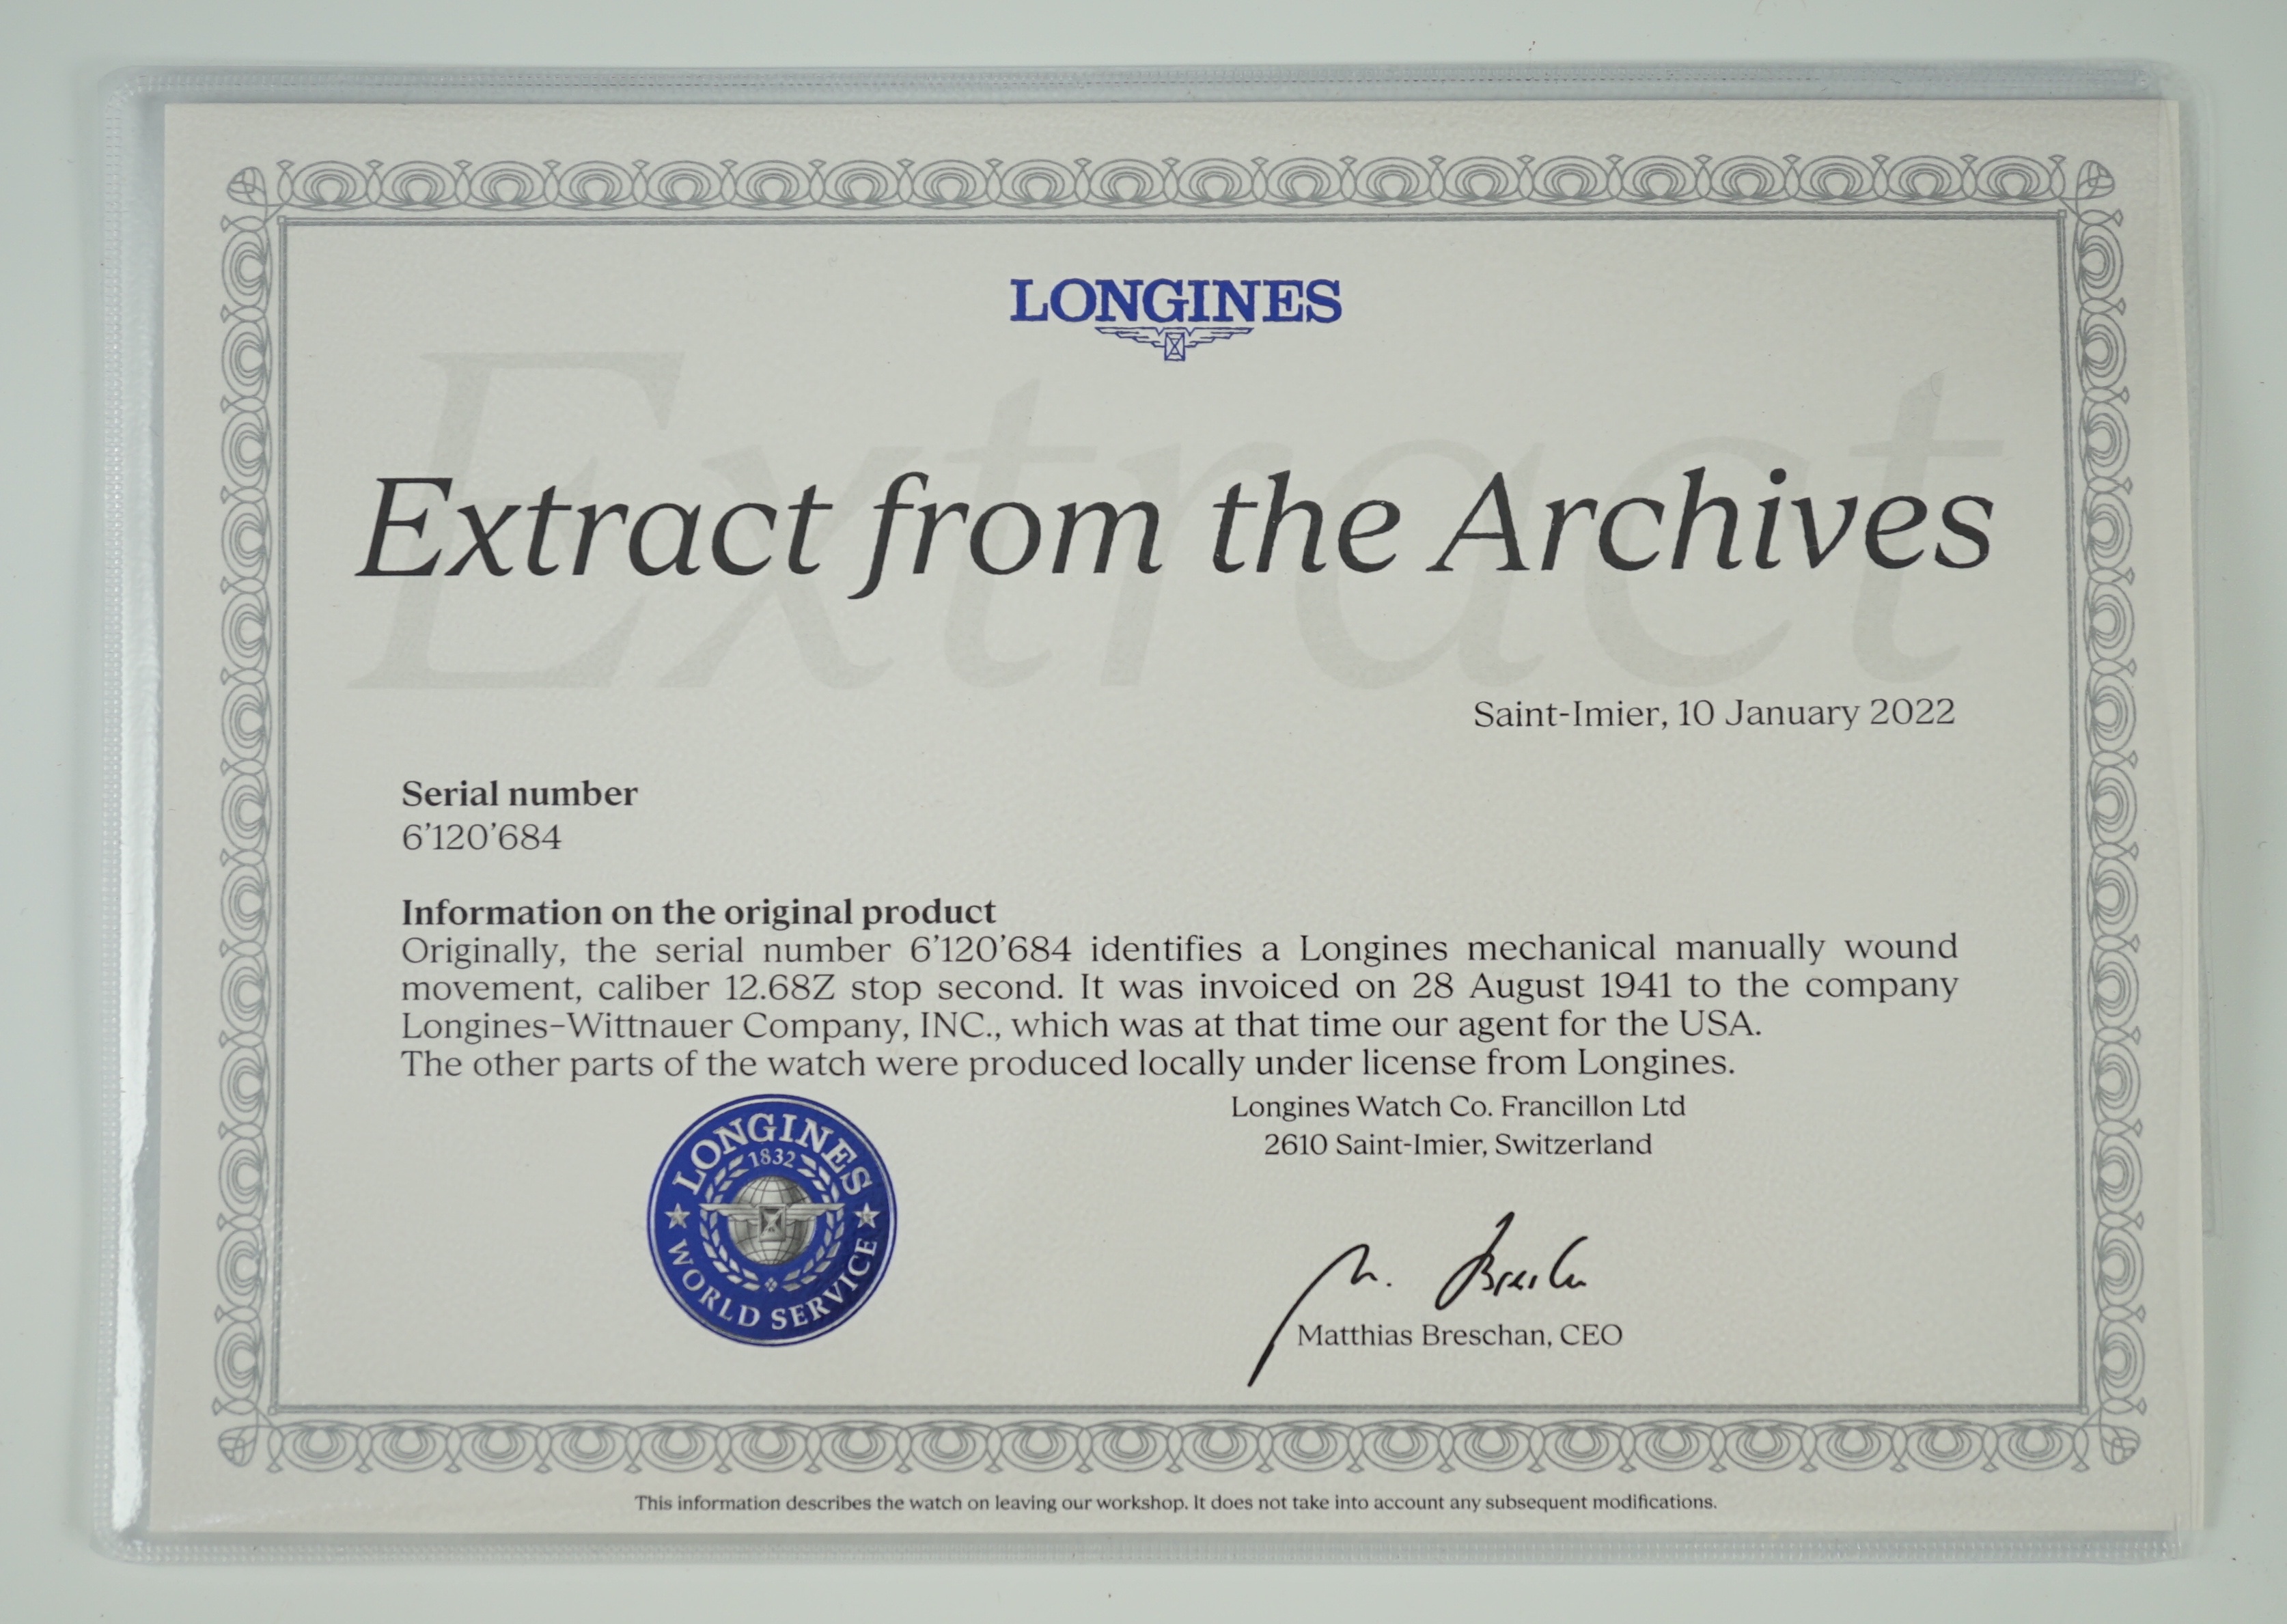 LONGINES
Extract
Extract from the Archives
Saint-Imier, 10 January 2022
Serial number
6’120’684
Information on the original product
Originally, the serial number 6’120’684 identifies a Longines mechanical manually wound
movement, caliber 12.68Z stop second. It was invoiced on 28 August 1941 to the company
Longines-Wittnauer Company, INC., which was at that time our agent for the USA.
The other parts of the watch were produced locally under license from Longines.
Longines Watch Co. Francillon Ltd
2610 Saint-Imier, Switzerland
LONGINES
1832
WORLD SERVICE
Matthias Breschan, CEO
This information describes the watch on leaving our workshop. It does not take into account any subsequent modifications.